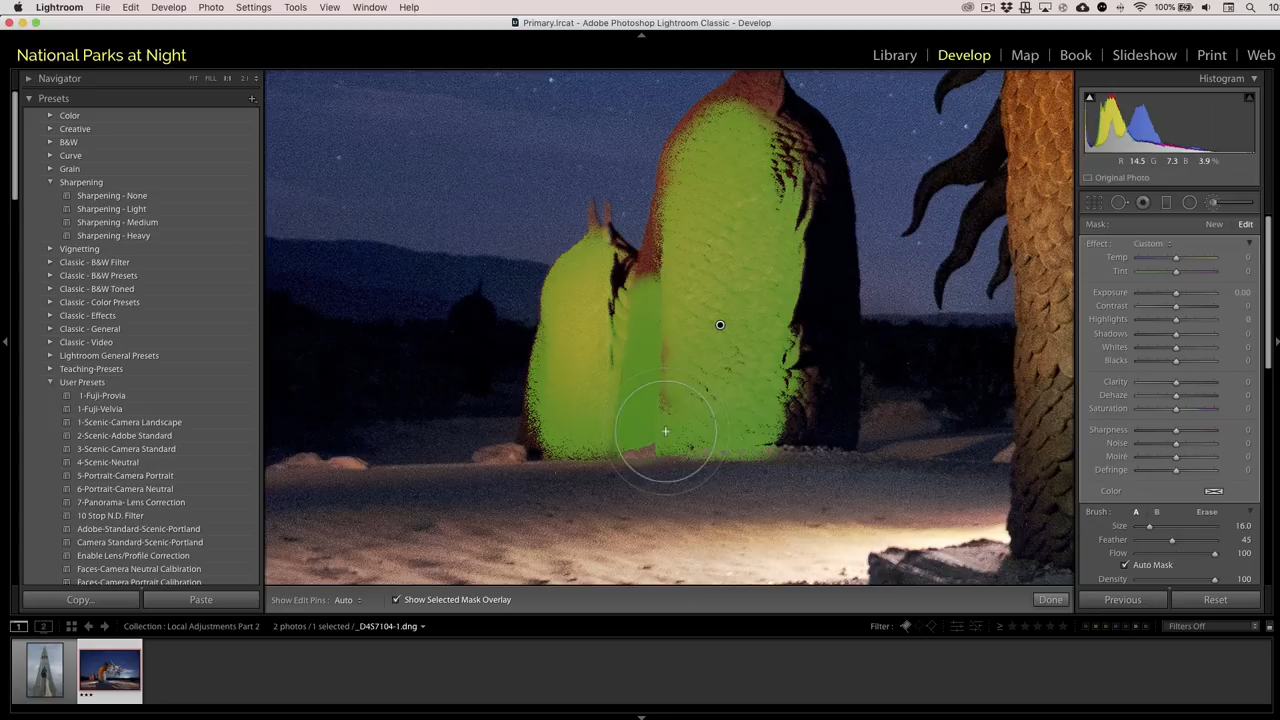 Lightroom File Edit Develop Photo Settings Tools View Window Help 100% 10
Primary.lrcat - Adobe Photoshop Lightroom Classic - Develop
National Parks at Night Library Develop Map Book Slideshow Print Web
Navigator FIT FILL 1:1 2:1 Histogram
Presets
Color
Creative
B&W
Curve
Grain
R 14.5 G 7.3 B 3.9 %
Original Photo
Sharpening
Sharpening - None
Sharpening - Light
Sharpening - Medium
Sharpening - Heavy
Vignetting
Classic - B&W Filter
Classic - B&W Presets
Classic - B&W Toned
Classic - Color Presets
Classic - Effects
Classic - General
Classic - Video
Lightroom General Presets
Teaching-Presets
User Presets
1-Fuji-Provia
1-Fuji-Velvia
1-Scenic-Camera Landscape
2-Scenic-Adobe Standard
3-Scenic-Camera Standard
4-Scenic-Neutral
5-Portrait-Camera Portrait
6-Portrait-Camera Neutral
7-Panorama- Lens Correction
10 Stop N.D. Filter
Adobe-Standard-Scenic-Portland
Camera Standard-Scenic-Portland
Enable Lens/Profile Correction
Faces-Camera Neutral Calibration
Faces-Camera Portrait Calibration
Mask : New Edit
Effect : Custom
Temp 0
Tint 0
Exposure 0.00
Contrast 0
Highlights 0
Shadows 0
Whites 0
Blacks 0
Clarity 0
Dehaze 0
Saturation 0
Sharpness 0
Noise 0
Moiré 0
Defringe 0
Color
Brush : A B Erase
Size 16.0
Feather 45
Flow 100
Auto Mask
Density 100
Copy... Paste Show Edit Pins : Auto Show Selected Mask Overlay Done Previous Reset
1 2 Collection : Local Adjustments Part 2 2 photos / 1 selected / _D4S7104-1.dng Filter : Filters Off